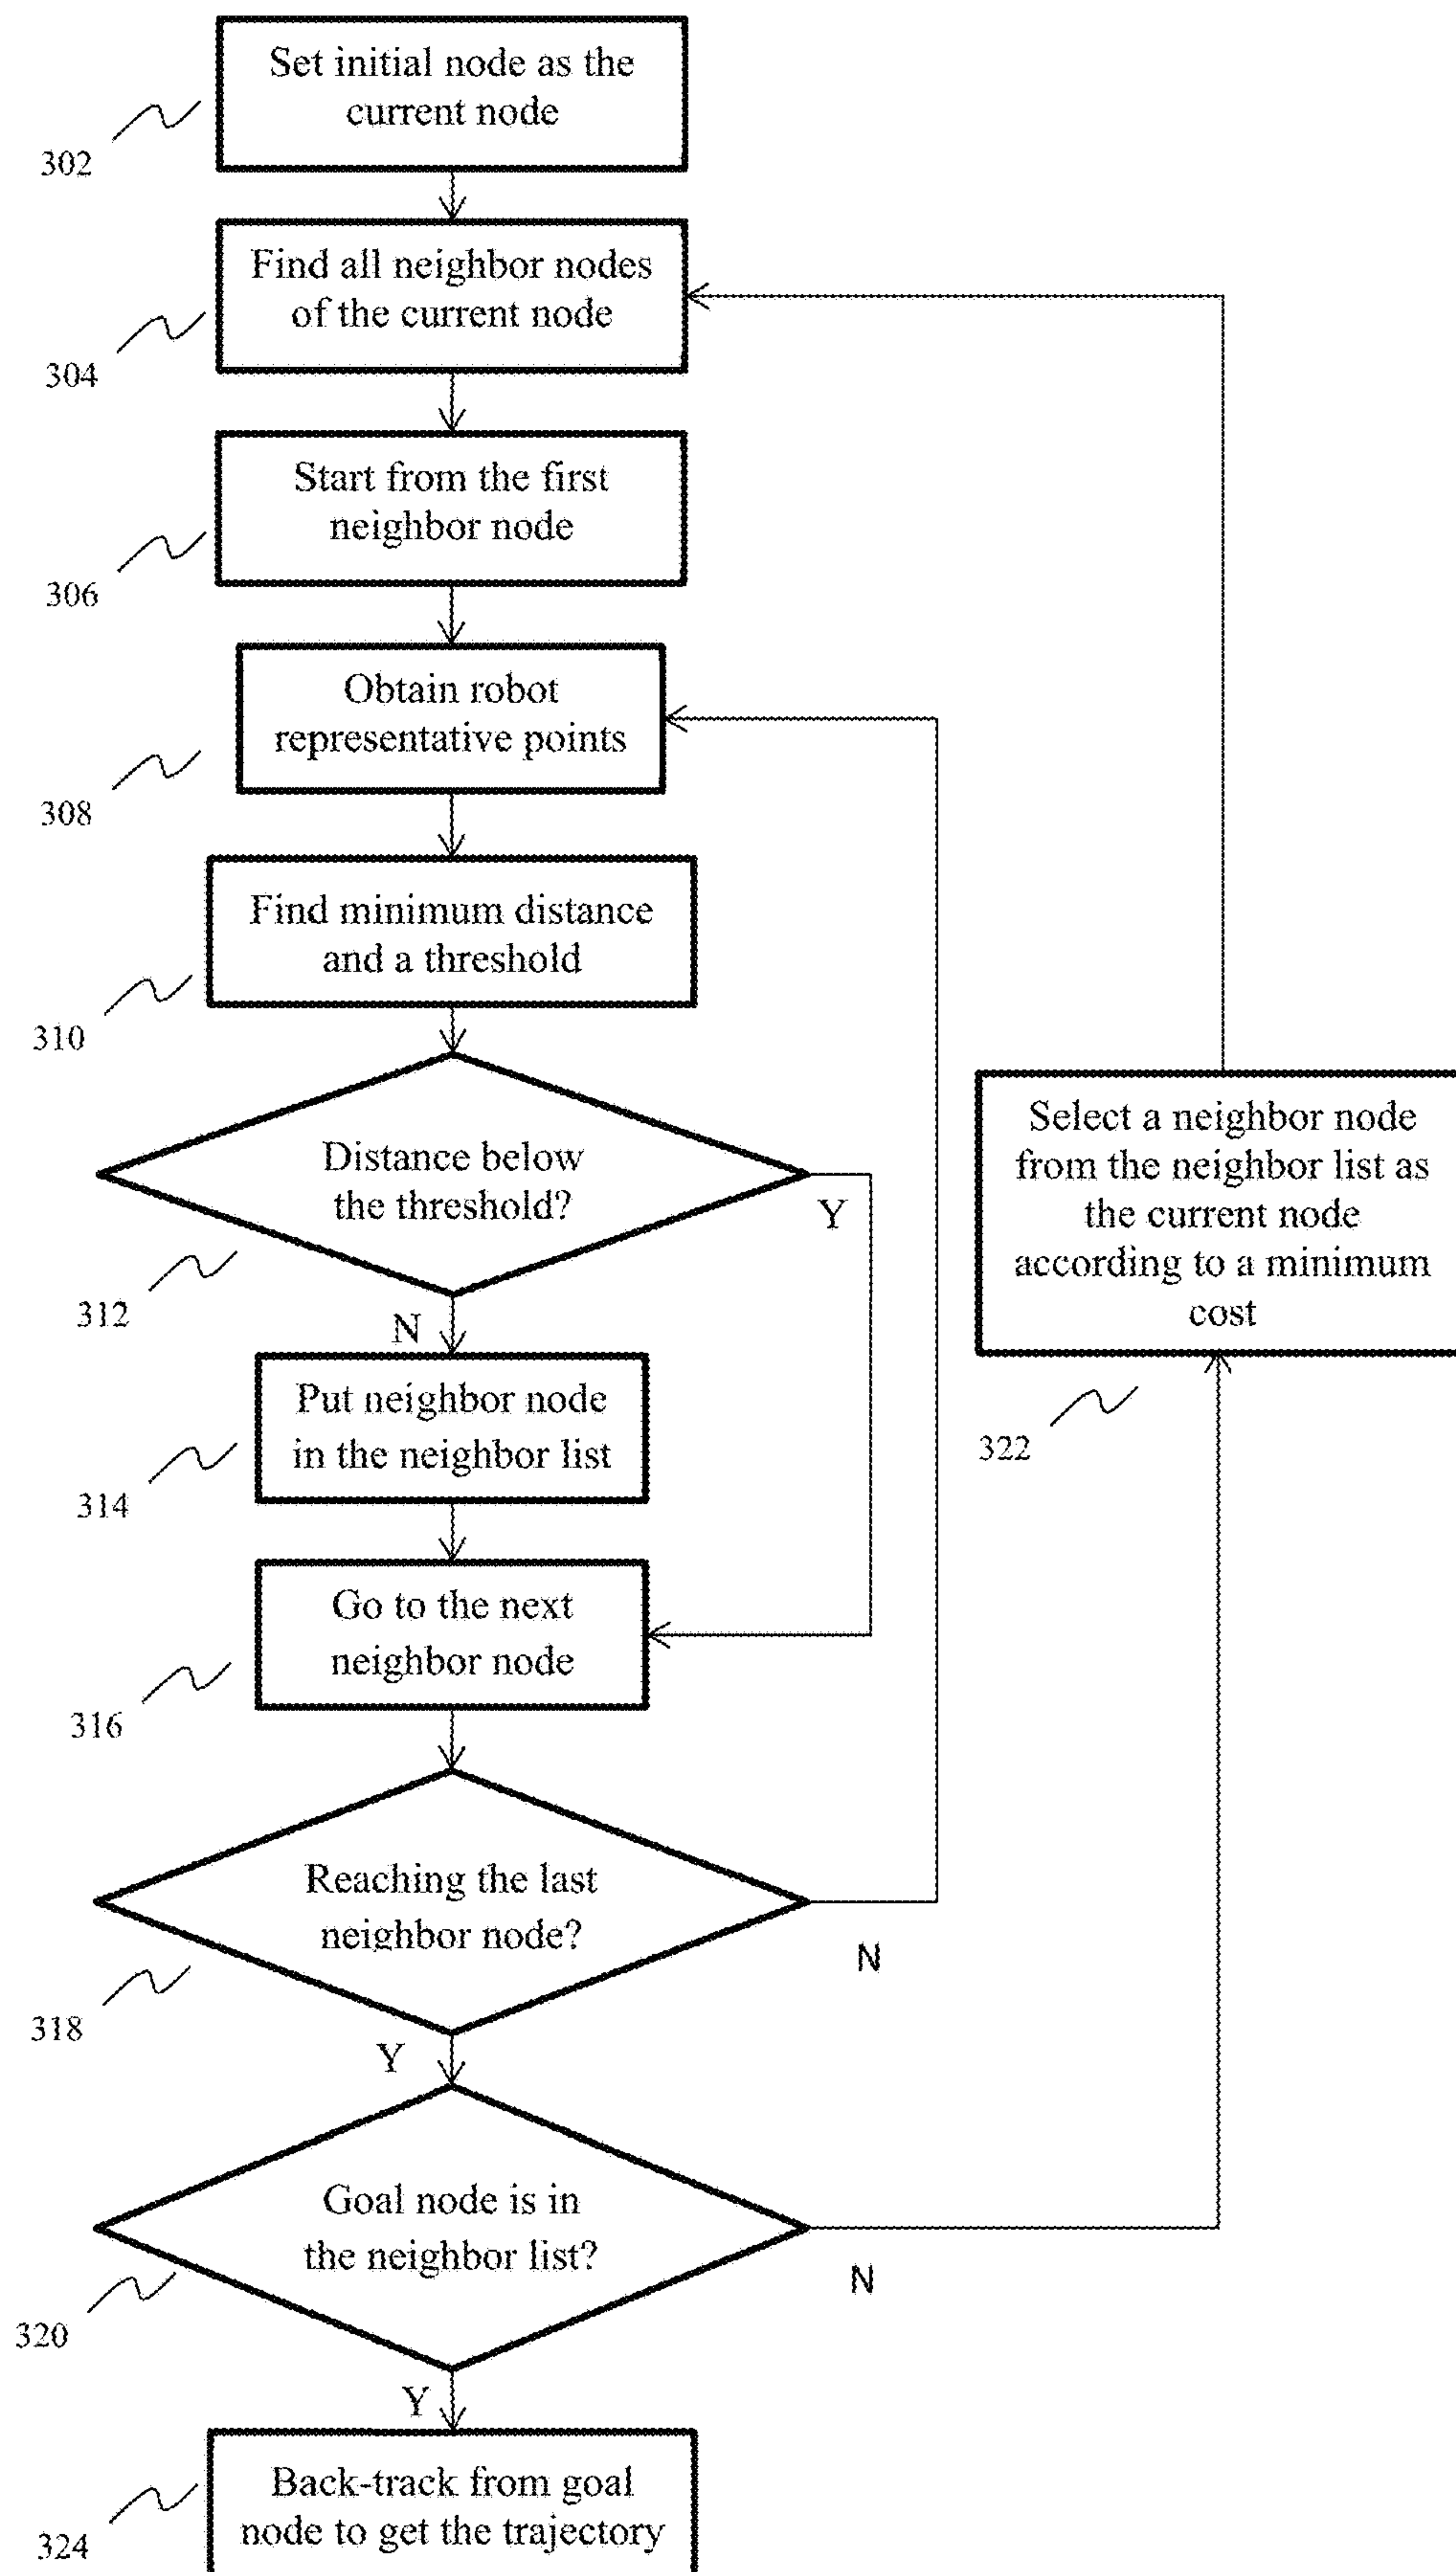 Set initial node as the
current node
302
Find all neighbor nodes
of the current node
304
Start from the first
neighbor node
306
Obtain robot
representative points
308
Find minimum distance
and a threshold
310
Distance below
the threshold?
Y
312
N
Select a neighbor node
from the neighbor list as
the current node
according to a minimum
cost
322
Put neighbor node
in the neighbor list
314
Go to the next
neighbor node
316
Reaching the last
neighbor node?
N
318
Y
Goal node is in
the neighbor list?
N
320
Y
Back-track from goal
node to get the trajectory
324